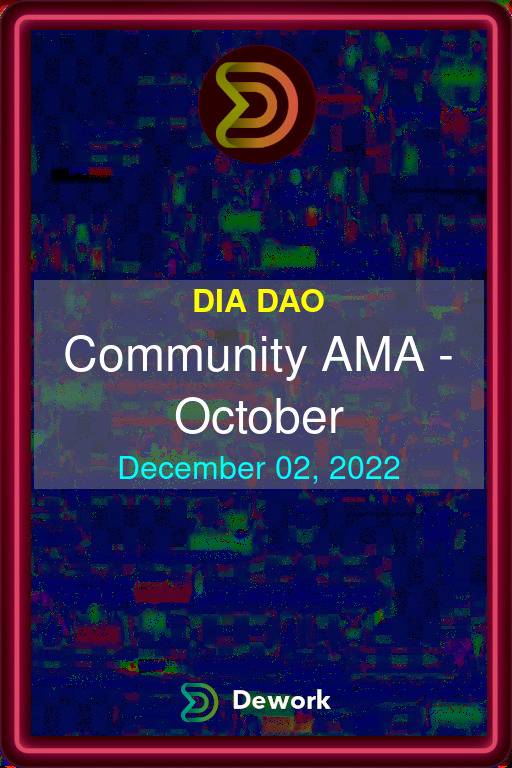 DIA DAO
Community AMA -
October
December 02, 2022
Dework